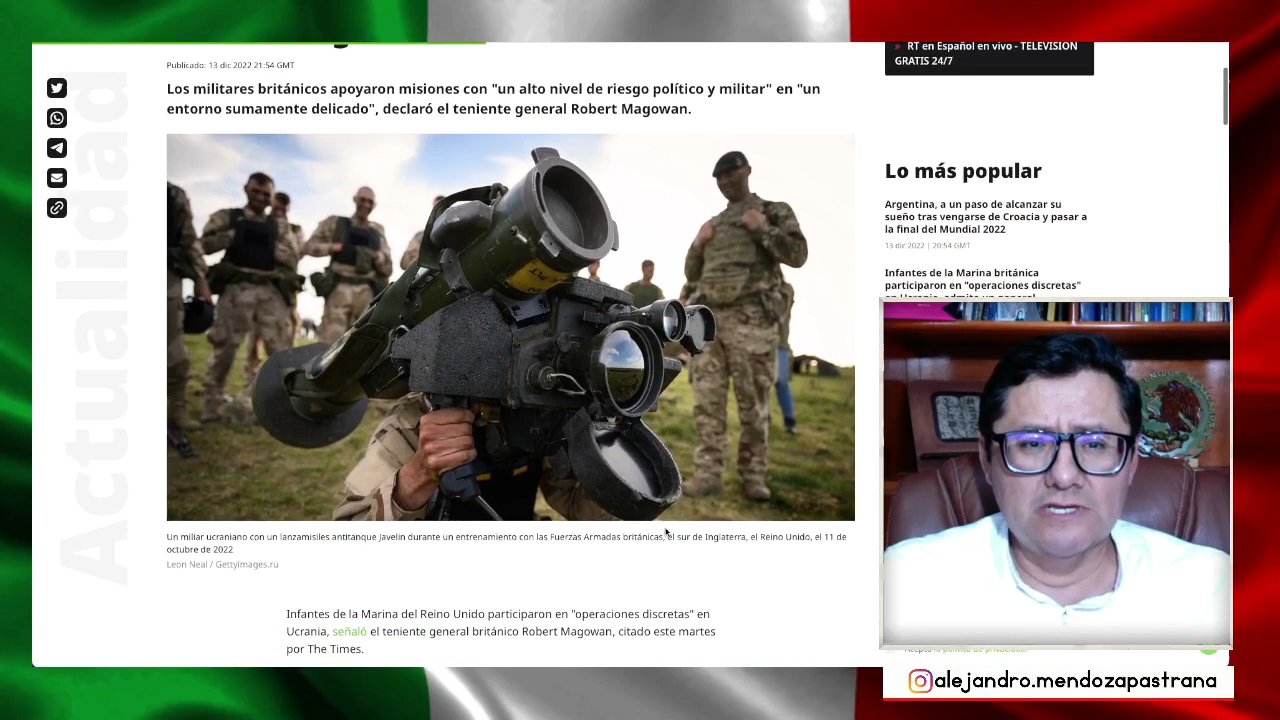 Actualidad
Publicado: 13 dic 2022 21:54 GMT
Los militares británicos apoyaron misiones con "un alto nivel de riesgo político y militar" en "un
entorno sumamente delicado", declaró el teniente general Robert Magowan.
Un miliar ucraniano con un lanzamisiles antitanque Javelin durante un entrenamiento con las Fuerzas Armadas británicas, el sur de Inglaterra, el Reino Unido, el 11 de
octubre de 2022
Leon Neal / Gettyimages.ru
Infantes de la Marina del Reino Unido participaron en "operaciones discretas" en
Ucrania, señaló el teniente general británico Robert Magowan, citado este martes
por The Times.
RT en Español en vivo - TELEVISIÓN
GRATIS 24/7
Lo más popular
Argentina, a un paso de alcanzar su
sueño tras vengarse de Croacia y pasar a
la final del Mundial 2022
13 dic 2022 | 20:54 GMT
Infantes de la Marina británica
participaron en "operaciones discretas"
en Ucrania, admite un general
alejandro.mendozapastrana